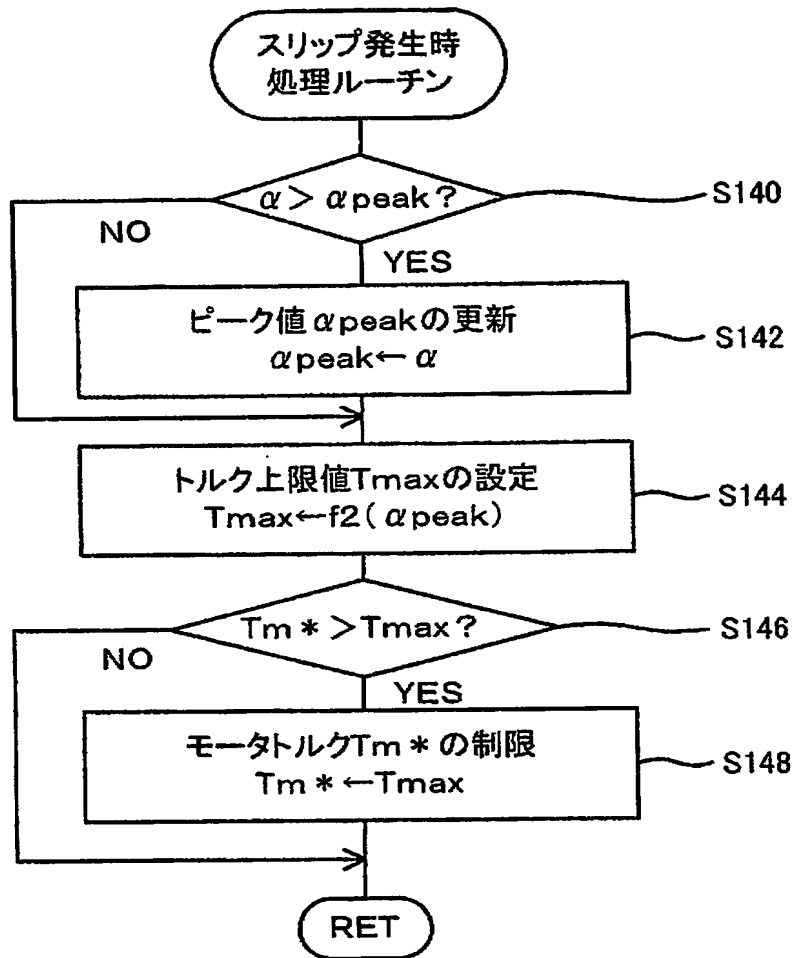 スリップ発生時
処理ルーチン
α＞αpeak？
S140
NO
YES
ピーク値αpeakの更新
αpeak←α
S142
トルク上限値Tmaxの設定
Tmax←f2(αpeak)
S144
Tm*＞Tmax？
S146
NO
YES
モータトルクTm*の制限
Tm*←Tmax
S148
RET